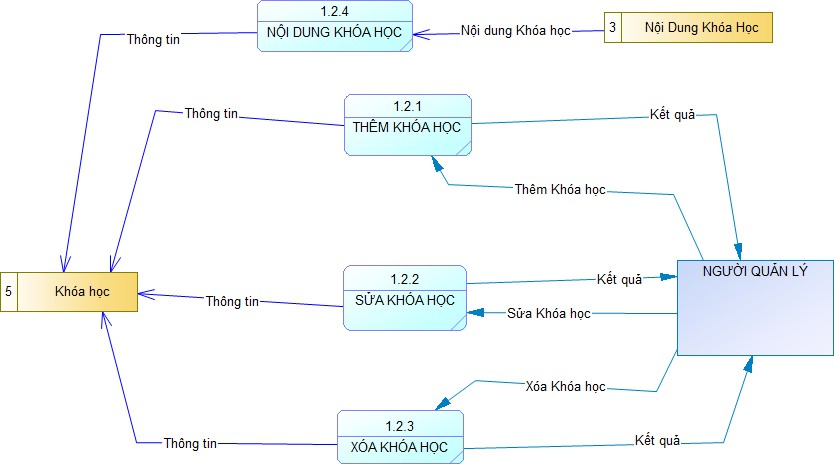 1.2.4
NỘI DUNG KHÓA HỌC
Thông tin
Nội dung Khóa học
3
Nội Dung Khóa Học
1.2.1
THÊM KHÓA HỌC
Thông tin
Kết quả
Thêm Khóa học
5
Khóa học
1.2.2
SỬA KHÓA HỌC
Thông tin
Kết quả
Sửa Khóa học
NGƯỜI QUẢN LÝ
Xóa Khóa học
1.2.3
XÓA KHÓA HỌC
Thông tin
Kết quả